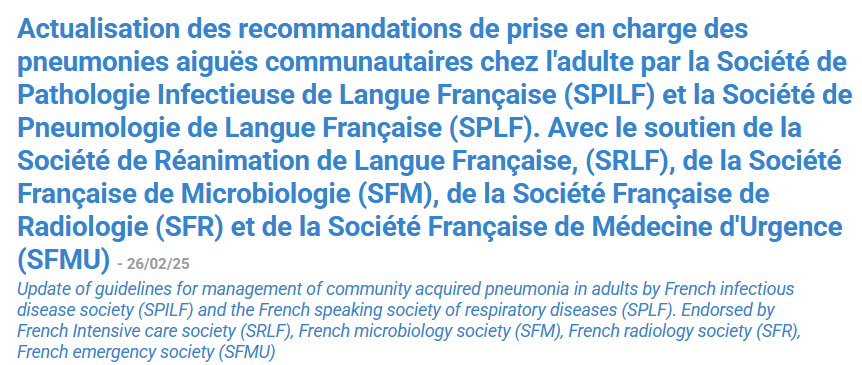 Actualisation des recommandations de prise en charge des
pneumonies aiguës communautaires chez l'adulte par la Société de
Pathologie Infectieuse de Langue Française (SPILF) et la Société de
Pneumologie de Langue Française (SPLF). Avec le soutien de la
Société de Réanimation de Langue Française, (SRLF), de la Société
Française de Microbiologie (SFM), de la Société Française de
Radiologie (SFR) et de la Société Française de Médecine d'Urgence
(SFMU) - 26/02/25
Update of guidelines for management of community acquired pneumonia in adults by French infectious
disease society (SPILF) and the French speaking society of respiratory diseases (SPLF). Endorsed by
French Intensive care society (SRLF), French microbiology society (SFM), French radiology society (SFR),
French emergency society (SFMU)